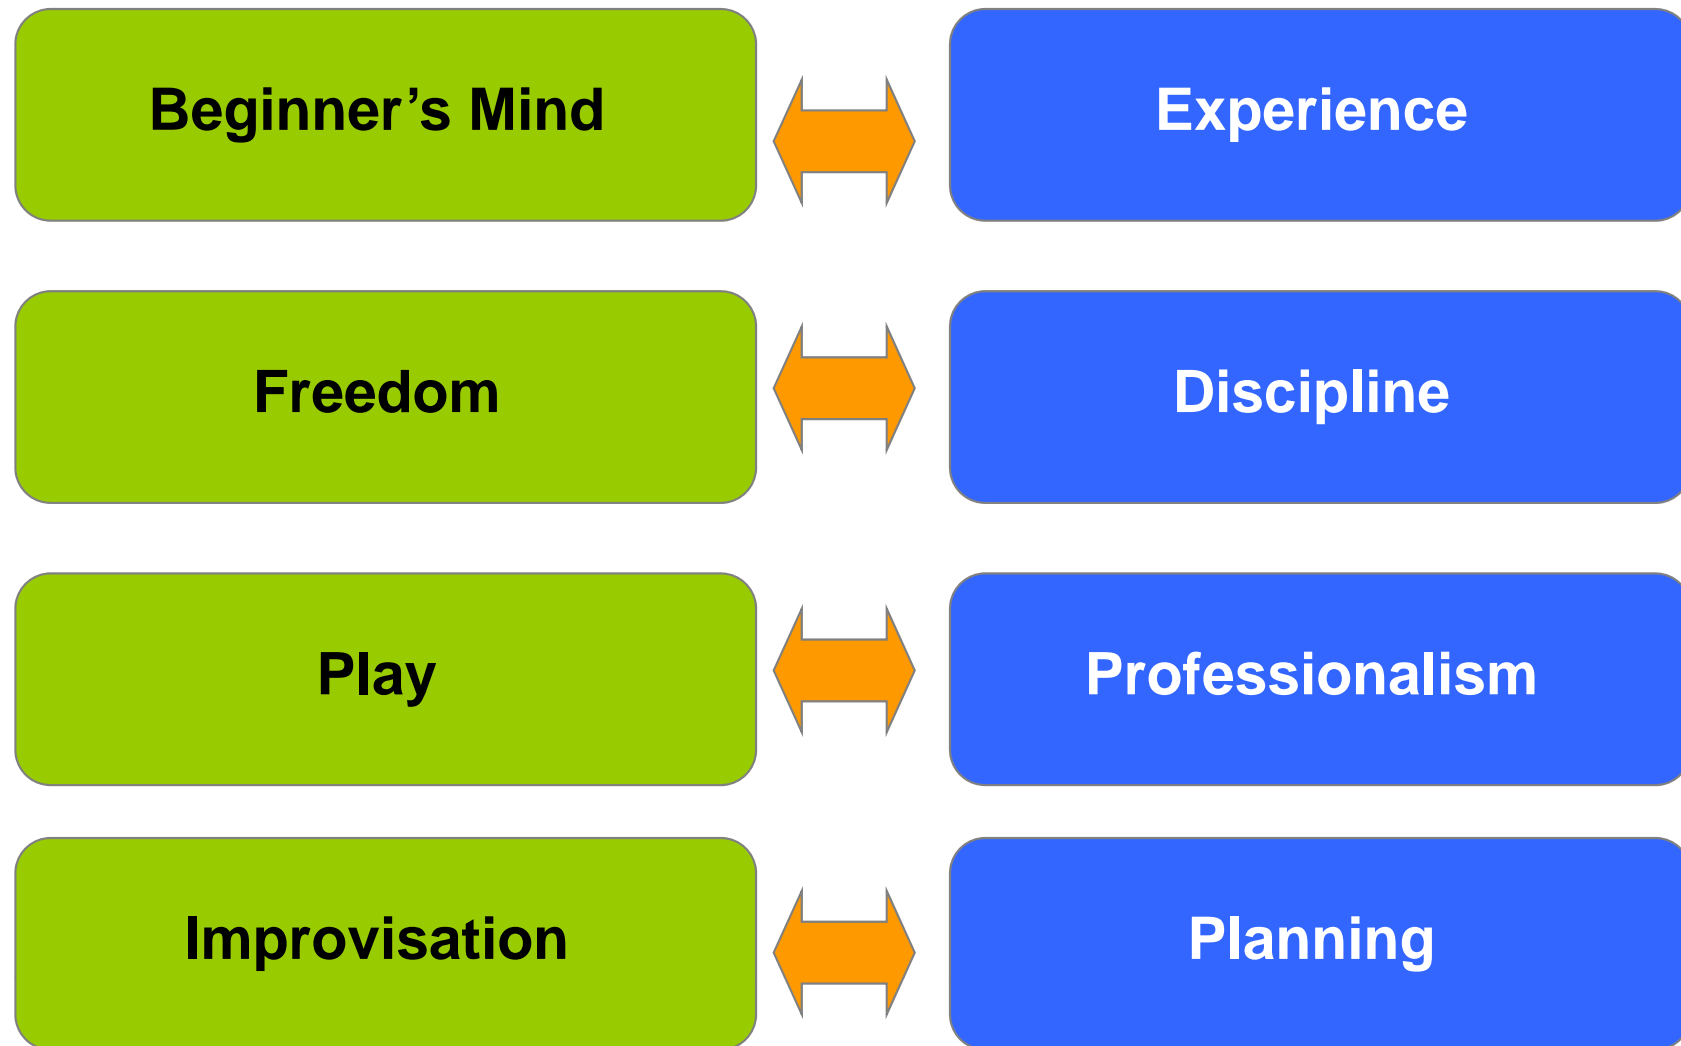 Beginner’s Mind
Experience
Freedom
Discipline
Play
Professionalism
Improvisation
Planning